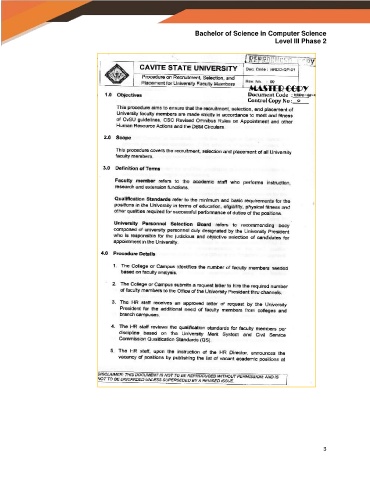 Bachelor of Science in Computer Science
Level III Phase 2
CAVITE STATE UNIVERSITY
Procedure on Recruitment, Selection, and
Placement for University Faculty Members
Doc. Code :
Rev. No. : 00
MASTER COPY
Document Code :
Control Copy No :
1.0 Objectives
This procedure aims to ensure that the recruitment, selection, and placement of
University faculty members are made strictly in accordance to merit and fitness
of CvSU guidelines, CSC Revised Omnibus Rules on Appointment and other
Human Resource Actions and the DBM Circulars.
2.0 Scope
This procedure covers the recruitment, selection and placement of all University
faculty members.
3.0 Definition of Terms
Faculty member refers to the academic staff who performs instruction,
research and extension functions.
Qualification Standards refer to the minimum and basic requirements for the
positions in the University in terms of education, eligibility, physical fitness and
other qualities required for successful performance of duties of the positions.
University Personnel Selection Board refers to recommending body
composed of university personnel duly designated by the University President
who is responsible for the judicious and objective selection of candidates for
appointment in the University.
4.0 Procedure Details
1. The College or Campus identifies the number of faculty members needed
based on faculty analysis.
2. The College or Campus submits a request letter to hire the required number
of faculty members to the Office of the University President thru channels.
3. The HR staff receives an approved letter of request by the University
President for the additional need of faculty members from colleges and
branch campuses.
4. The HR staff reviews the qualification standards for faculty members per
discipline based on the University Merit System and Civil Service
Commission Qualification Standards (QS).
5. The HR staff, upon the instruction of the HR Director, announces the
vacancy of positions by publishing the list of vacant academic positions at
DISCLAIMER: THIS DOCUMENT IS NOT TO BE REPRODUCED WITHOUT PERMISSION AND IS
NOT TO BE UNHEEDED UNLESS SUPERSEDED BY A REVISED ISSUE.
3